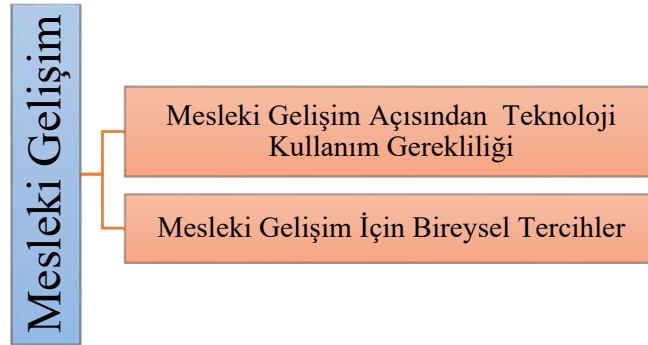 Mesleki Gelişim
Mesleki Gelişim Açısından Teknoloji
Kullanım Gerekliliği
Mesleki Gelişim İçin Bireysel Tercihler